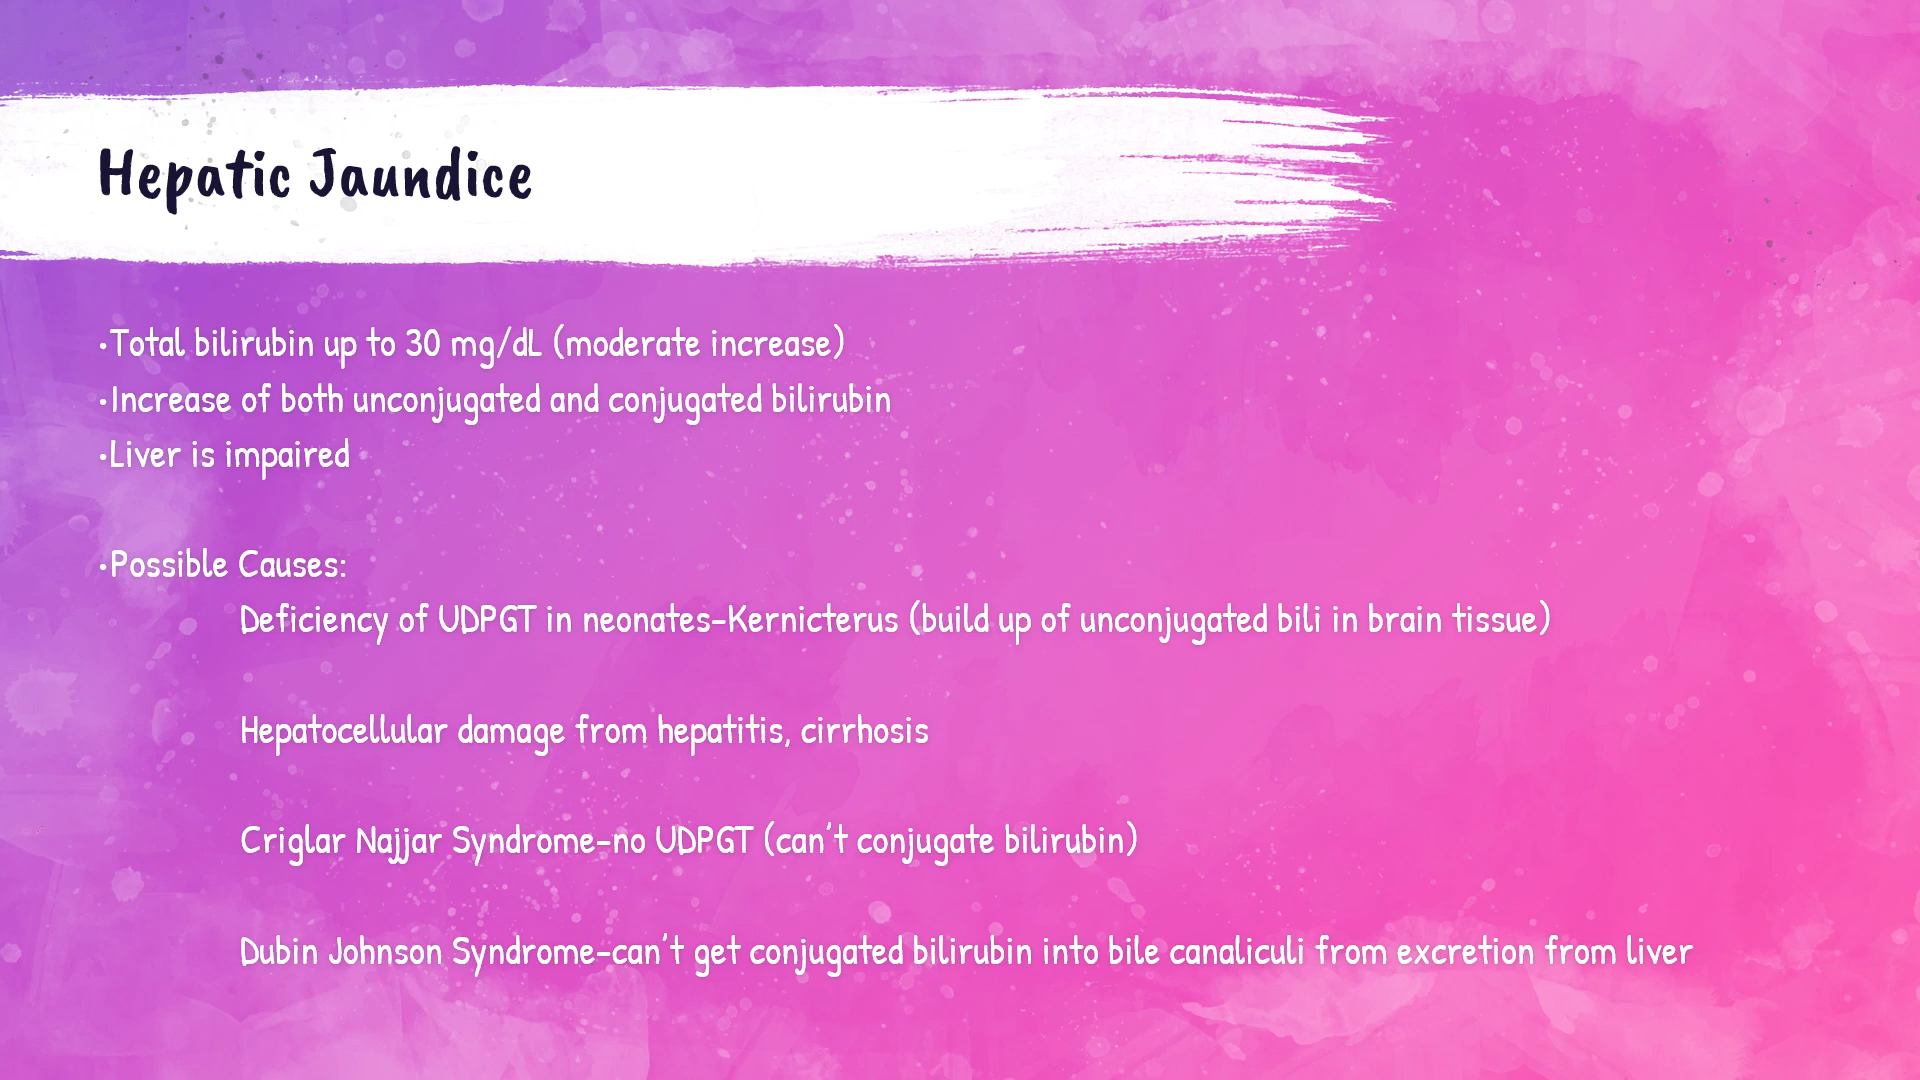 Hepatic Jaundice
•Total bilirubin up to 30 mg/dL (moderate increase)
•Increase of both unconjugated and conjugated bilirubin
•Liver is impaired
•Possible Causes:
Deficiency of UDPGT in neonates-Kernicterus (build up of unconjugated bili in brain tissue)
Hepatocellular damage from hepatitis, cirrhosis
Criglar Najjar Syndrome-no UDPGT (can't conjugate bilirubin)
Dubin Johnson Syndrome-can't get conjugated bilirubin into bile canaliculi from excretion from liver